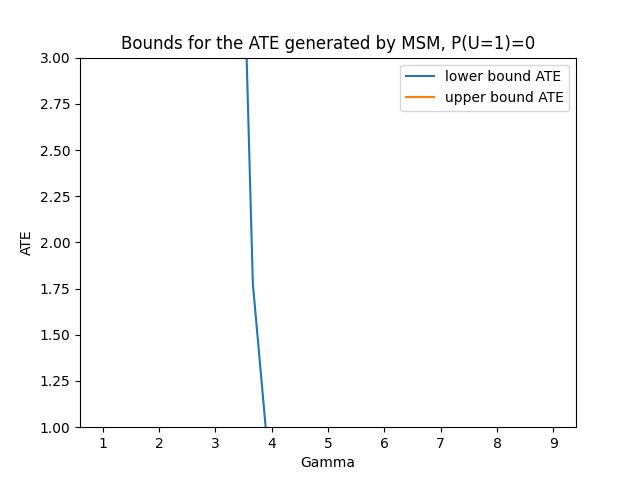 Bounds for the ATE generated by MSM, P(U=1)=0
lower bound ATE
upper bound ATE
3.00
2.75
2.50
2.25
2.00
1.75
1.50
1.25
1.00
ATE
1 2 3 4 5 6 7 8 9
Gamma